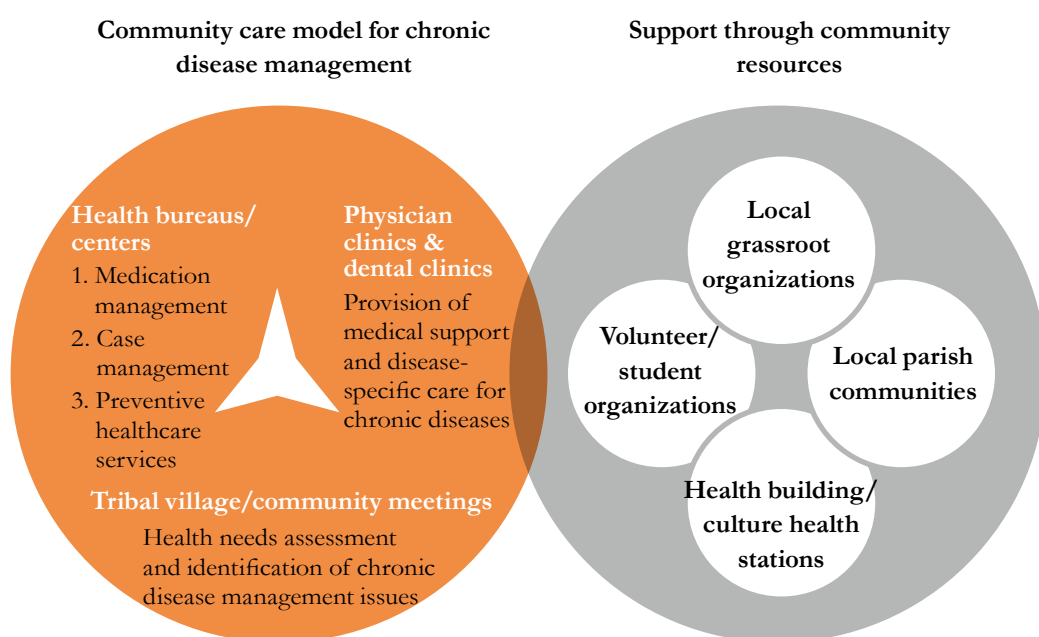 Community care model for chronic
disease management
Support through community
resources
Health bureaus/
centers
1. Medication
management
2. Case
management
3. Preventive
healthcare
services
Physician
clinics &
dental clinics
Provision of
medical support
and disease-
specific care for
chronic diseases
Tribal village/community meetings
Health needs assessment
and identification of chronic
disease management issues
Local
grassroot
organizations
Volunteer/
student
organizations
Local parish
communities
Health building/
culture health
stations